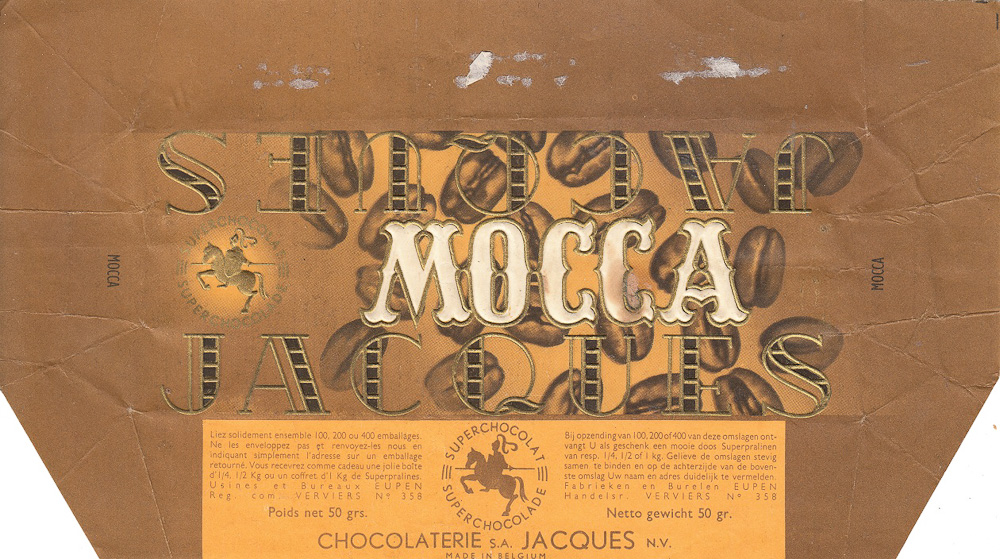 JACQUES
SUPERCHOCOLAT
SUPERCHOCOLADE
MOCCA
MOCCA
MOCCA
JACQUES
Liez solidement ensemble 100, 200 ou 400 emballages.
Ne les enveloppez pas et renvoyez-les nous en
indiquant simplement l'adresse sur un emballage
retourné. Vous recevrez comme cadeau une jolie boîte
d'1/4, 1/2 Kg ou un coffret d'1 Kg de Superpralines.
Usines et Bureaux EUPEN
Reg. com. VERVIERS Nº 358
Poids net 50 grs.
SUPERCHOCOLAT
SUPERCHOCOLADE
Bij opzending van 100, 200 of 400 van deze omslagen ont-
vangt U als geschenk een mooie doos Superpralinen
van resp. 1/4, 1/2 of 1 kg. Gelieve de omslagen stevig
samen te binden en op de achterzijde van de boven-
ste omslag Uw naam en adres duidelijk te vermelden.
Fabrieken en Burelen EUPEN
Handelsr. VERVIERS Nº 358
Netto gewicht 50 gr.
CHOCOLATERIE S.A. JACQUES N.V.
MADE IN BELGIUM